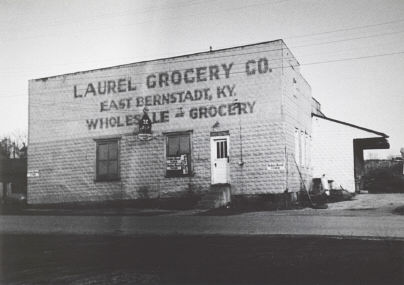 LAUREL GROCERY CO.
EAST BERNSTADT, KY.
WHOLESALE GROCERY